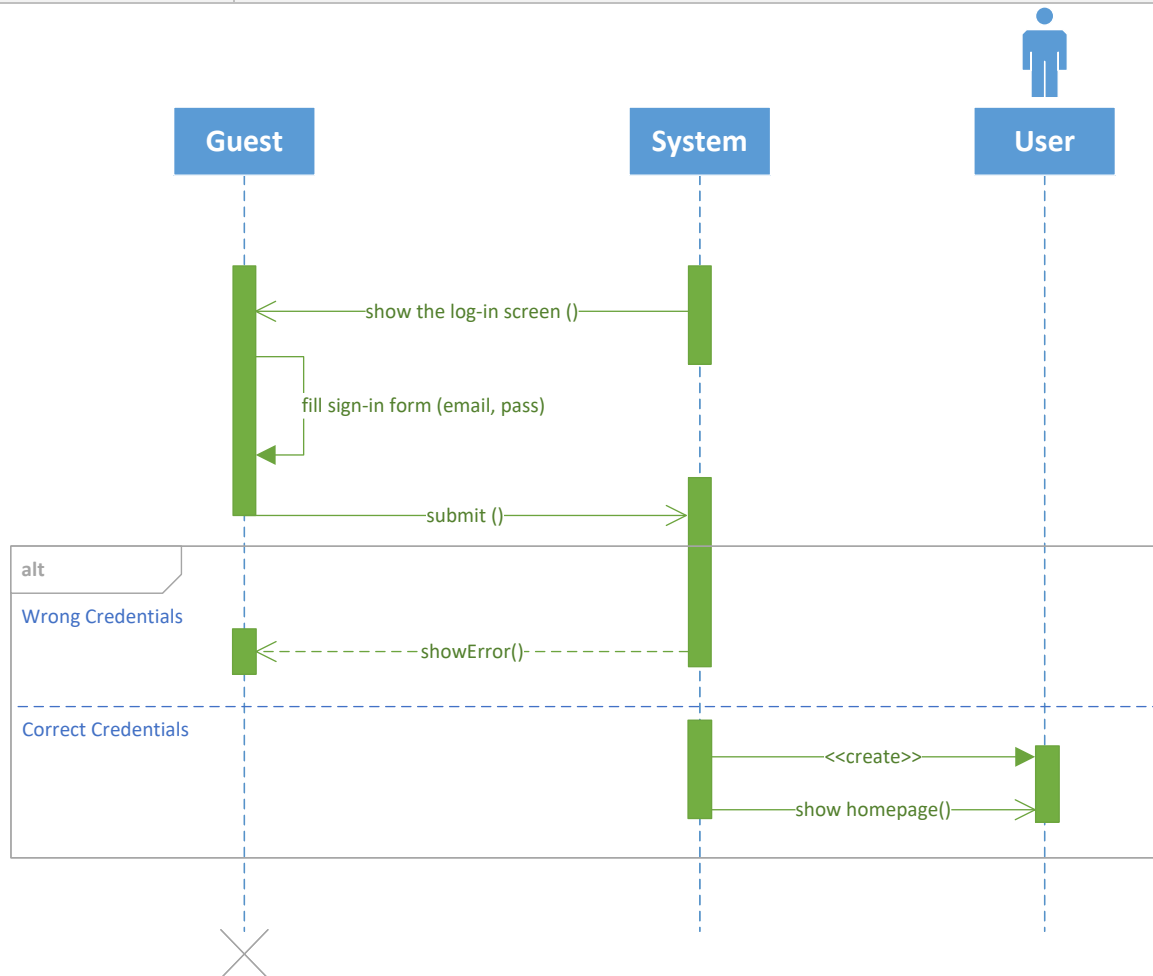 Guest
System
User
show the log-in screen ()
fill sign-in form (email, pass)
submit ()
alt
Wrong Credentials
showError()
Correct Credentials
<<create>>
show homepage()